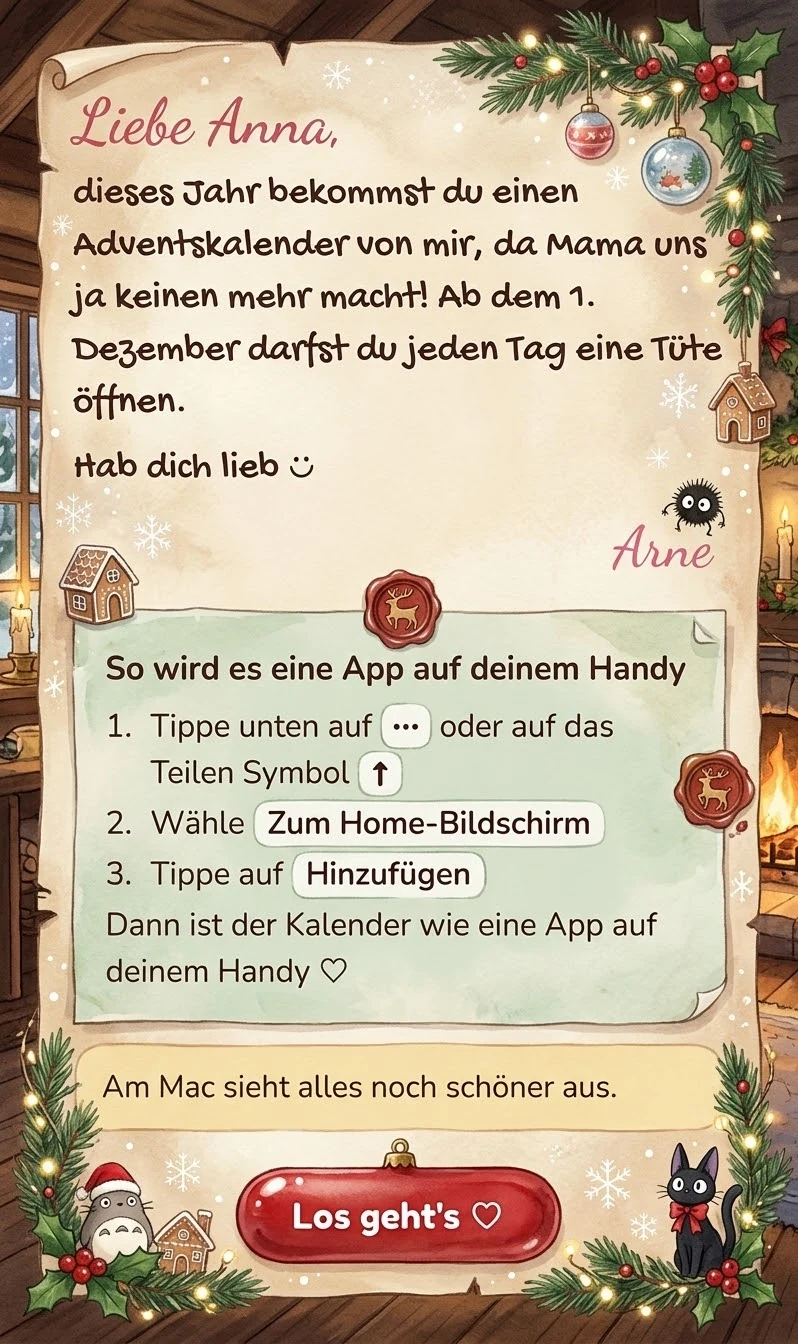 Liebe Anna,
dieses Jahr bekommst du einen
Adventskalender von mir, da Mama uns
ja keinen mehr macht! Ab dem 1.
Dezember darfst du jeden Tag eine Tüte
öffnen.
Hab dich lieb ☺
Arne
So wird es eine App auf deinem Handy
1. Tippe unten auf ••• oder auf das
Teilen Symbol ↑
2. Wähle Zum Home-Bildschirm
3. Tippe auf Hinzufügen
Dann ist der Kalender wie eine App auf
deinem Handy ♡
Am Mac sieht alles noch schöner aus.
Los geht's ♡